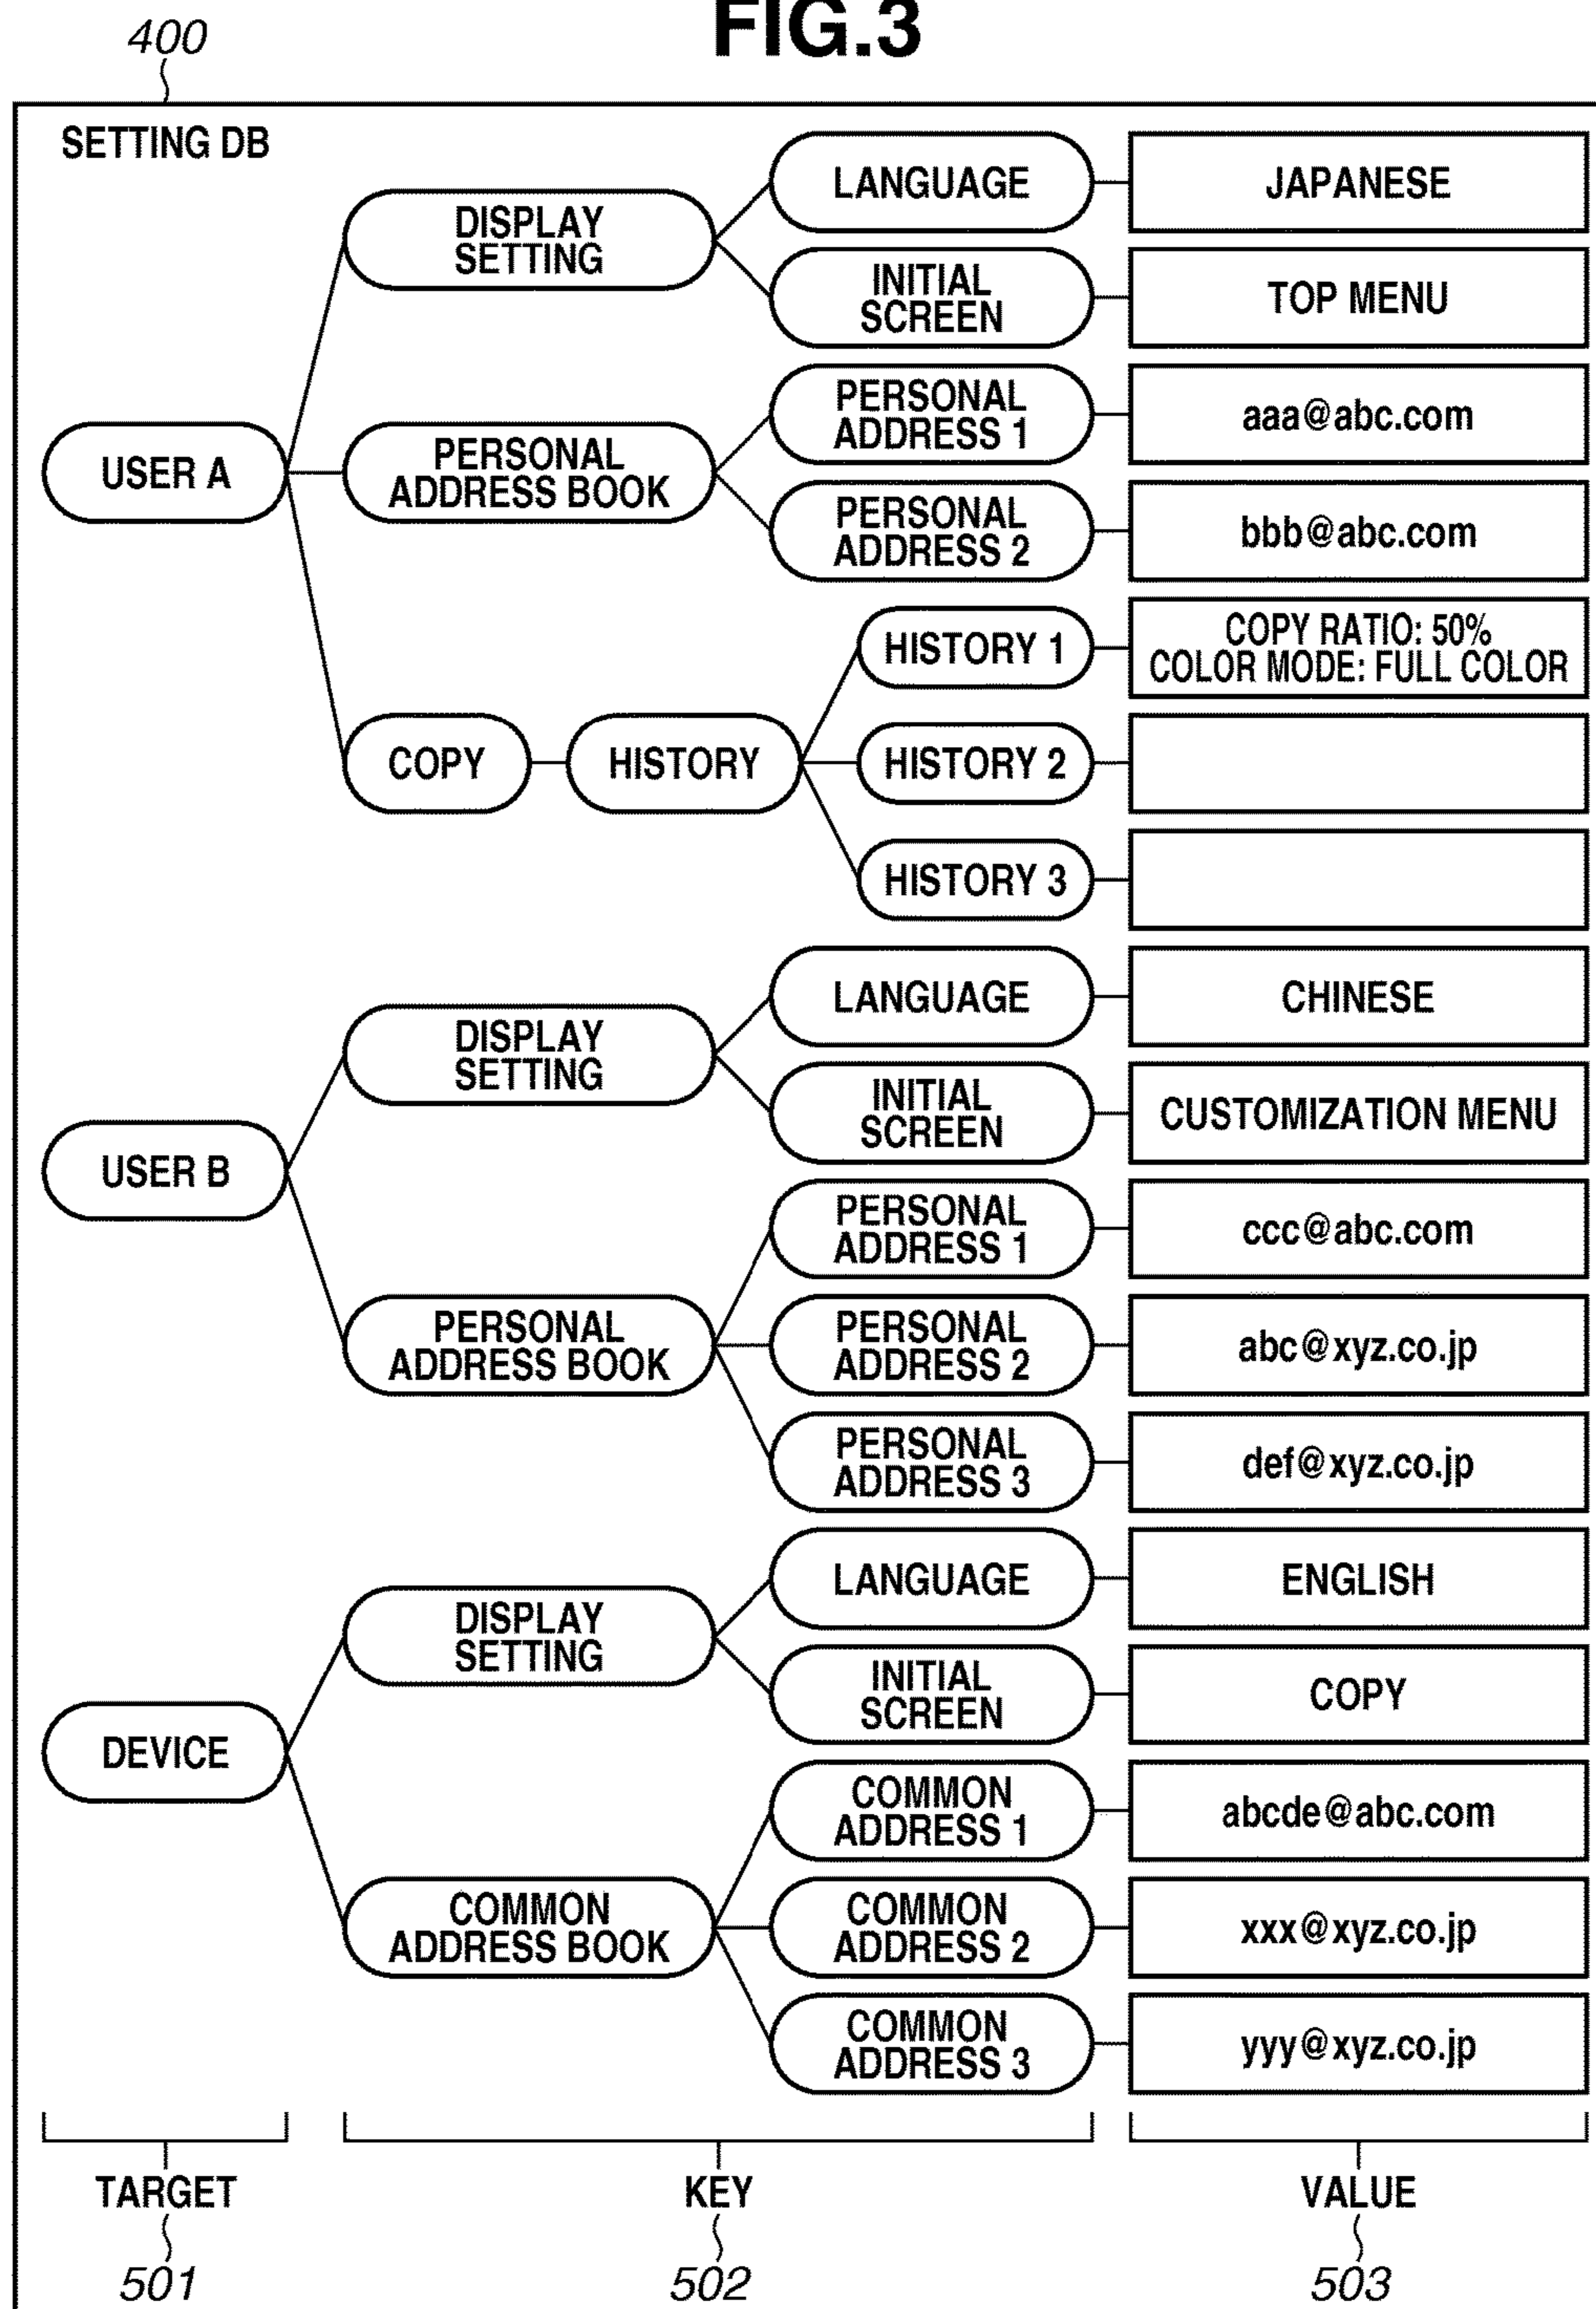 FIG.3
400
SETTING DB
USER A
DISPLAY
SETTING
LANGUAGE
JAPANESE
INITIAL
SCREEN
TOP MENU
PERSONAL
ADDRESS BOOK
PERSONAL
ADDRESS 1
aaa@abc.com
PERSONAL
ADDRESS 2
bbb@abc.com
COPY
HISTORY
HISTORY 1
COPY RATIO: 50%
COLOR MODE: FULL COLOR
HISTORY 2
HISTORY 3
USER B
DISPLAY
SETTING
LANGUAGE
CHINESE
INITIAL
SCREEN
CUSTOMIZATION MENU
PERSONAL
ADDRESS BOOK
PERSONAL
ADDRESS 1
ccc@abc.com
PERSONAL
ADDRESS 2
abc@xyz.co.jp
PERSONAL
ADDRESS 3
def@xyz.co.jp
DEVICE
DISPLAY
SETTING
LANGUAGE
ENGLISH
INITIAL
SCREEN
COPY
COMMON
ADDRESS BOOK
COMMON
ADDRESS 1
abcde@abc.com
COMMON
ADDRESS 2
xxx@xyz.co.jp
COMMON
ADDRESS 3
yyy@xyz.co.jp
TARGET
501
KEY
502
VALUE
503